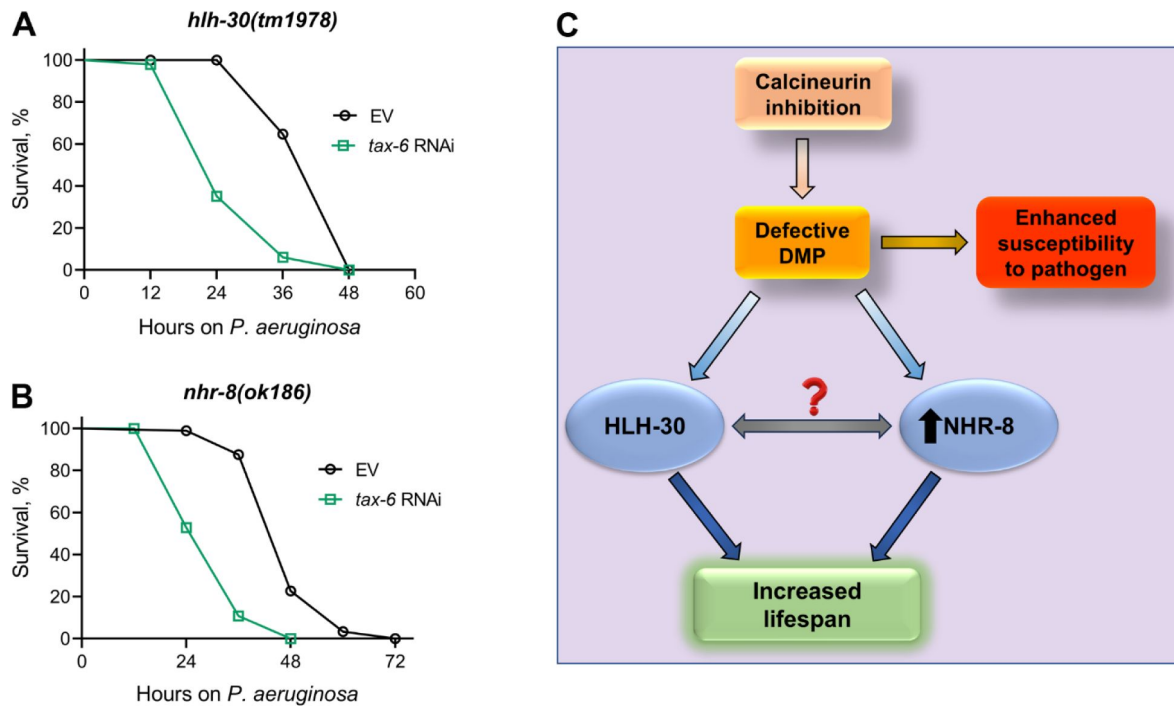 A
hlh-30(tm1978)
100
80
60
40
20
0
Survival, %
EV
tax-6 RNAi
0 12 24 36 48 60
Hours on P. aeruginosa
B
nhr-8(ok186)
100
80
60
40
20
0
Survival, %
EV
tax-6 RNAi
0 24 48 72
Hours on P. aeruginosa
C
Calcineurin
inhibition
Defective
DMP
Enhanced
susceptibility
to pathogen
?
HLH-30
NHR-8
Increased
lifespan